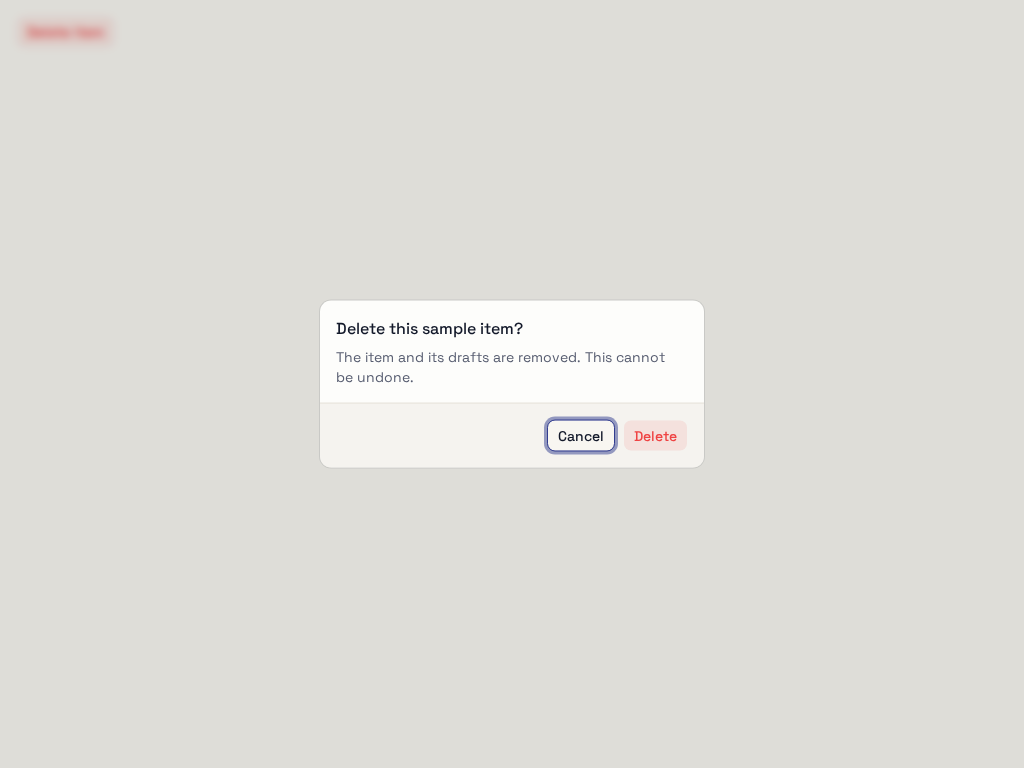 Delete this sample item?
The item and its drafts are removed. This cannot
be undone.
Cancel
Delete